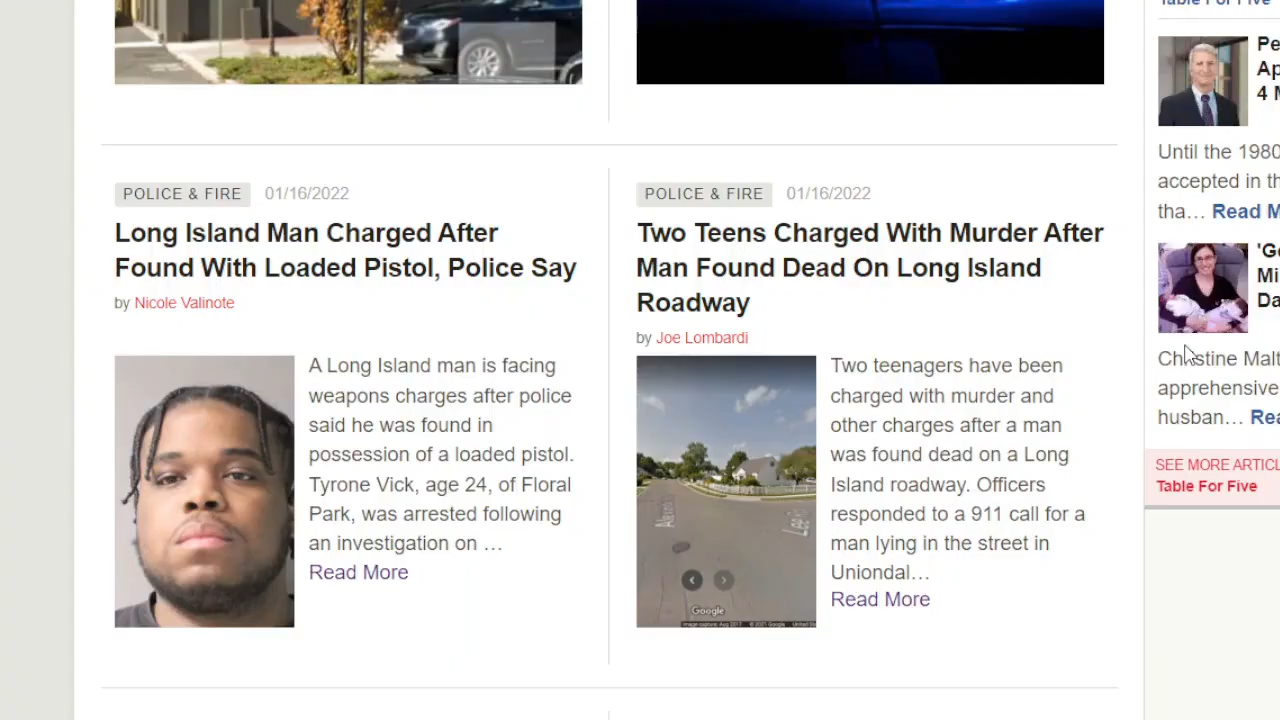 POLICE & FIRE 01/16/2022
Long Island Man Charged After
Found With Loaded Pistol, Police Say
by Nicole Valinote
A Long Island man is facing
weapons charges after police
said he was found in
possession of a loaded pistol.
Tyrone Vick, age 24, of Floral
Park, was arrested following
an investigation on …
Read More
POLICE & FIRE 01/16/2022
Two Teens Charged With Murder After
Man Found Dead On Long Island
Roadway
by Joe Lombardi
Two teenagers have been
charged with murder and
other charges after a man
was found dead on a Long
Island roadway. Officers
responded to a 911 call for a
man lying in the street in
Uniondal…
Read More
Google
Table For Five
Pe
Ap
4 M
Until the 1980
accepted in th
tha… Read M
'Go
Mi
Da
Christine Malt
apprehensive
husban… Rea
SEE MORE ARTICL
Table For Five